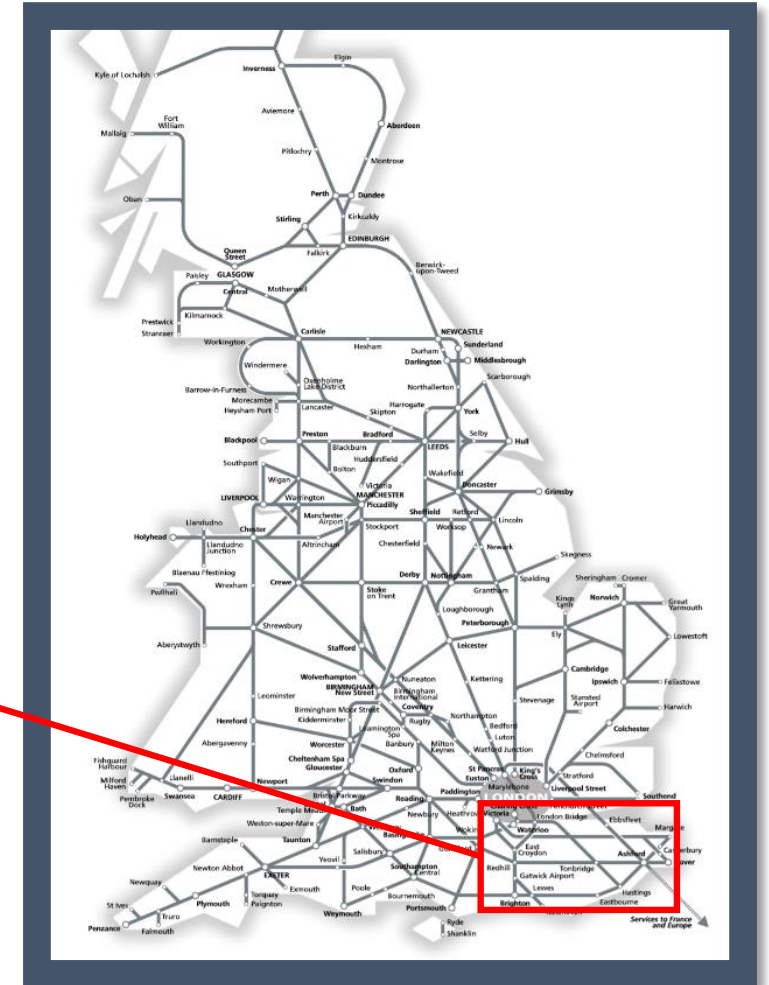 Elgin
Inverness
Kyle of Lochalsh
Aviemore
Fort
William
Aberdeen
Mallaig
Pitlochry
Montrose
Perth
Dundee
Oban
Stirling
Kirkcaldy
EDINBURGH
Queen
Street
Falkirk
Berwick-
upon-Tweed
Paisley
GLASGOW
Central
Motherwell
Prestwick
Kilmarnock
Stranraer
Carlisle
NEWCASTLE
Workington
Hexham
Sunderland
Durham
Darlington
Middlesbrough
Windermere
Scarborough
Oxenholme
Lake District
Barrow-in-Furness
Northallerton
Morecambe
Heysham Port
Lancaster
Harrogate
York
Skipton
Blackpool
Preston
Bradford
Selby
Hull
Blackburn
LEEDS
Southport
Huddersfield
Bolton
Wakefield
Wigan
Victoria
Doncaster
Grimsby
MANCHESTER
LIVERPOOL
Warrington
Piccadilly
Manchester
Airport
Sheffield
Retford
Llandudno
Chester
Stockport
Worksop
Lincoln
Holyhead
Llandudno
Junction
Altrincham
Chesterfield
Newark
Skegness
Blaenau Ffestiniog
Pwllheli
Wrexham
Crewe
Stoke
on Trent
Derby
Nottingham
Spalding
Sheringham
Cromer
Grantham
Kings
Lynn
Norwich
Great
Yarmouth
Loughborough
Peterborough
Aberystwyth
Shrewsbury
Ely
Lowestoft
Stafford
Leicester
Wolverhampton
Cambridge
BIRMINGHAM
New Street
Nuneaton
Kettering
Ipswich
Felixstowe
Leominster
Birmingham
International
Stansted
Airport
Birmingham Moor Street
Coventry
Stevenage
Harwich
Hereford
Kidderminster
Rugby
Northampton
Leamington
Spa
Bedford
Colchester
Abergavenny
Worcester
Banbury
Milton
Keynes
Luton
Cheltenham Spa
Watford Junction
Chelmsford
Fishguard
Harbour
Gloucester
Oxford
St Pancras
King's
Cross
Llanelli
Swindon
Euston
Stratford
Milford
Haven
Newport
Paddington
Marylebone
Liverpool Street
Pembroke
Dock
Swansea
CARDIFF
Bristol Parkway
Reading
LONDON
Southend
Temple Meads
Bath
Newbury
Heathrow
Victoria
London Bridge
Ebbsfleet
Weston-super-Mare
Waterloo
Margate
Barnstaple
Taunton
East
Croydon
Canterbury
Yeovil
Salisbury
Ashford
Newton Abbot
Redhill
Tonbridge
Dover
EXETER
Southampton
Central
Gatwick Airport
Newquay
Exmouth
Poole
Lewes
Hastings
Torquay
Paignton
Bournemouth
Eastbourne
St Ives
Plymouth
Weymouth
Portsmouth
Brighton
Truro
Ryde
Services to France
and Europe
Penzance
Falmouth
Shanklin